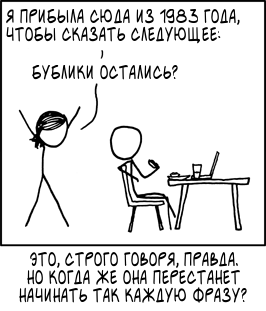 Я ПРИБЫЛА СЮДА ИЗ 1983 ГОДА,
ЧТОБЫ СКАЗАТЬ СЛЕДУЮЩЕЕ:
БУБЛИКИ ОСТАЛИСЬ?
ЭТО, СТРОГО ГОВОРЯ, ПРАВДА.
НО КОГДА ЖЕ ОНА ПЕРЕСТАНЕТ
НАЧИНАТЬ ТАК КАЖДУЮ ФРАЗУ?